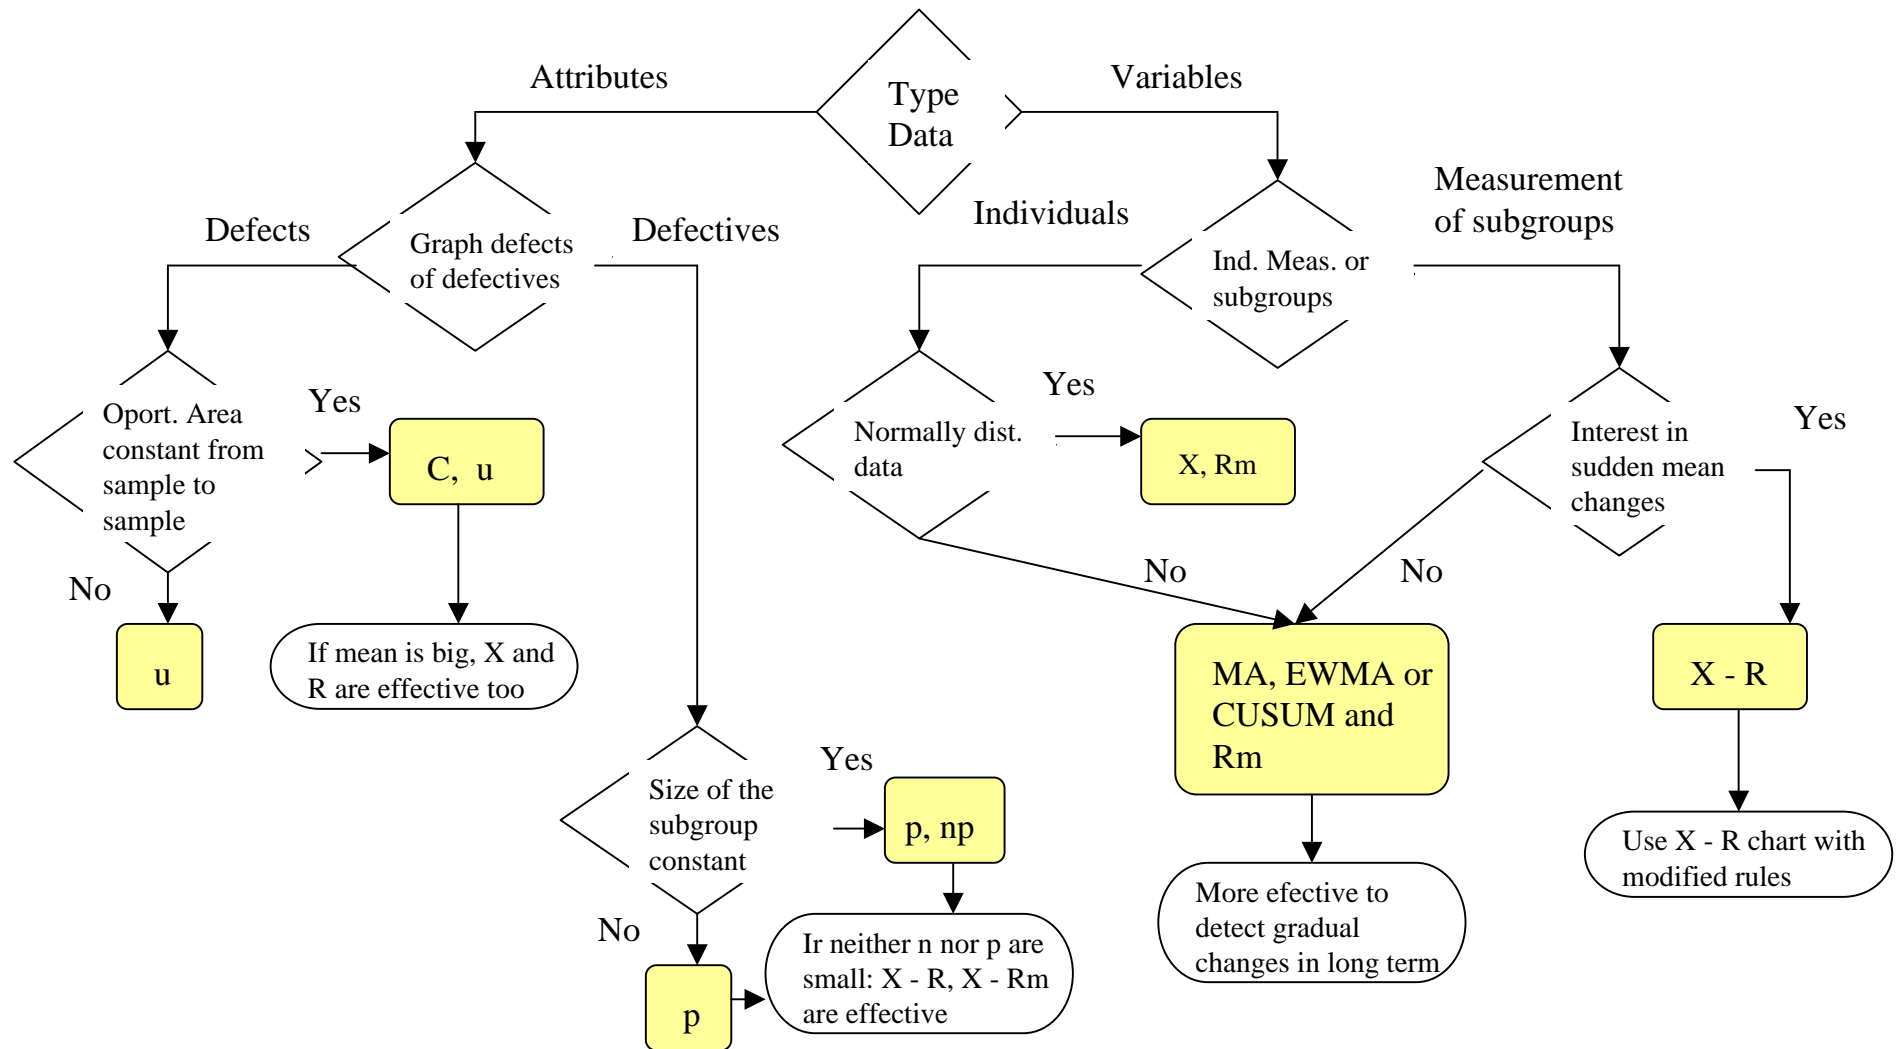 Type
Data
Attributes
Variables
Graph defects
of defectives
Defects
Defectives
Ind. Meas. or
subgroups
Individuals
Measurement
of subgroups
Oport. Area
constant from
sample to
sample
Yes
C, u
No
u
If mean is big, X and
R are effective too
Normally dist.
data
Yes
X, Rm
No
Interest in
sudden mean
changes
Yes
No
MA, EWMA or
CUSUM and
Rm
X - R
More efective to
detect gradual
changes in long term
Use X - R chart with
modified rules
Size of the
subgroup
constant
Yes
p, np
No
p
Ir neither n nor p are
small: X - R, X - Rm
are effective